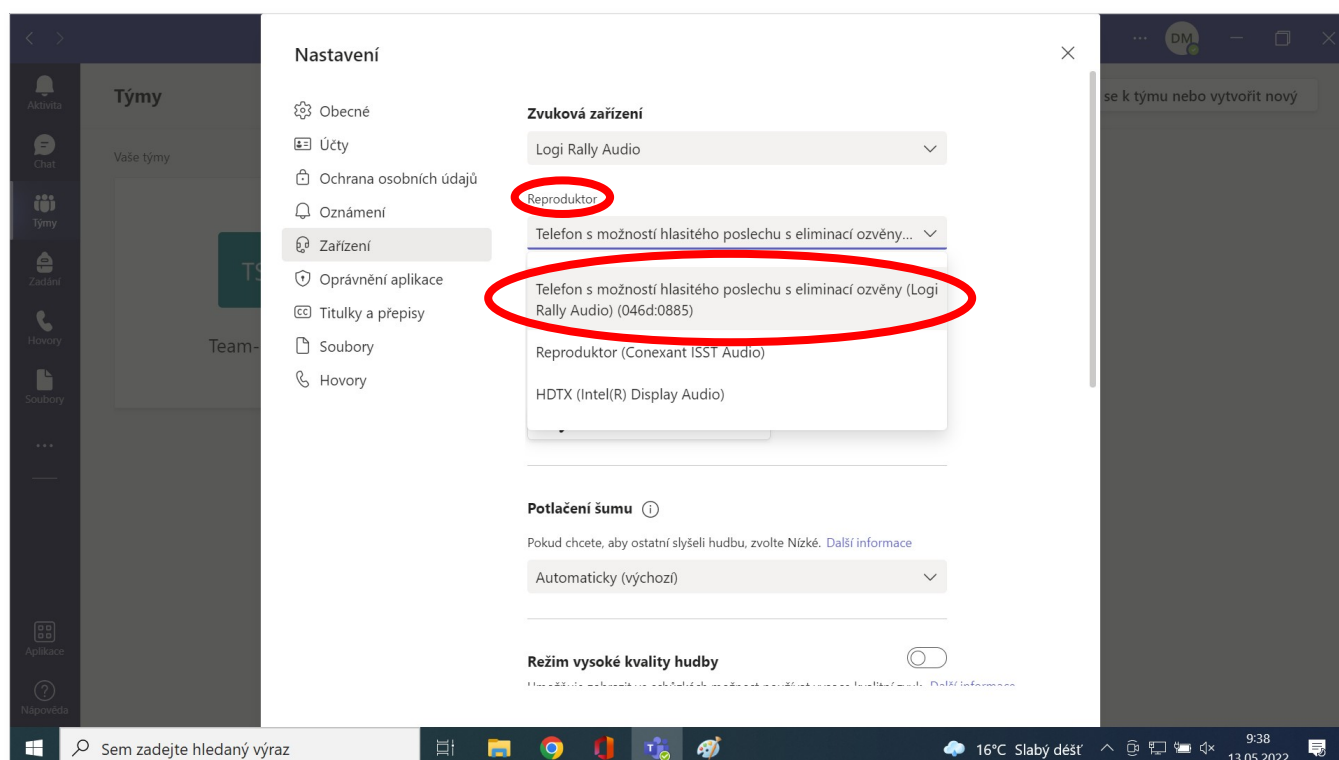 DM
Nastavení
Aktivita
Týmy
se k týmu nebo vytvořit nový
Obecné
Zvuková zařízení
Chat
Vaše týmy
Účty
Logi Rally Audio
Ochrana osobních údajů
Reproduktor
Týmy
Oznámení
Telefon s možností hlasitého poslechu s eliminací ozvěny...
Zařízení
Zadání
TS
Oprávnění aplikace
Telefon s možností hlasitého poslechu s eliminací ozvěny (Logi
Rally Audio) (046d:0885)
CC Titulky a přepisy
Hovory
Team-
Soubory
Reproduktor (Conexant ISST Audio)
Hovory
HDTX (Intel(R) Display Audio)
Soubory
Potlačení šumu
Pokud chcete, aby ostatní slyšeli hudbu, zvolte Nízké. Další informace
Automaticky (výchozí)
Aplikace
Režim vysoké kvality hudby
Další informace
Nápověda
Sem zadejte hledaný výraz
16°C Slabý déšť
9:38
13.05.2022